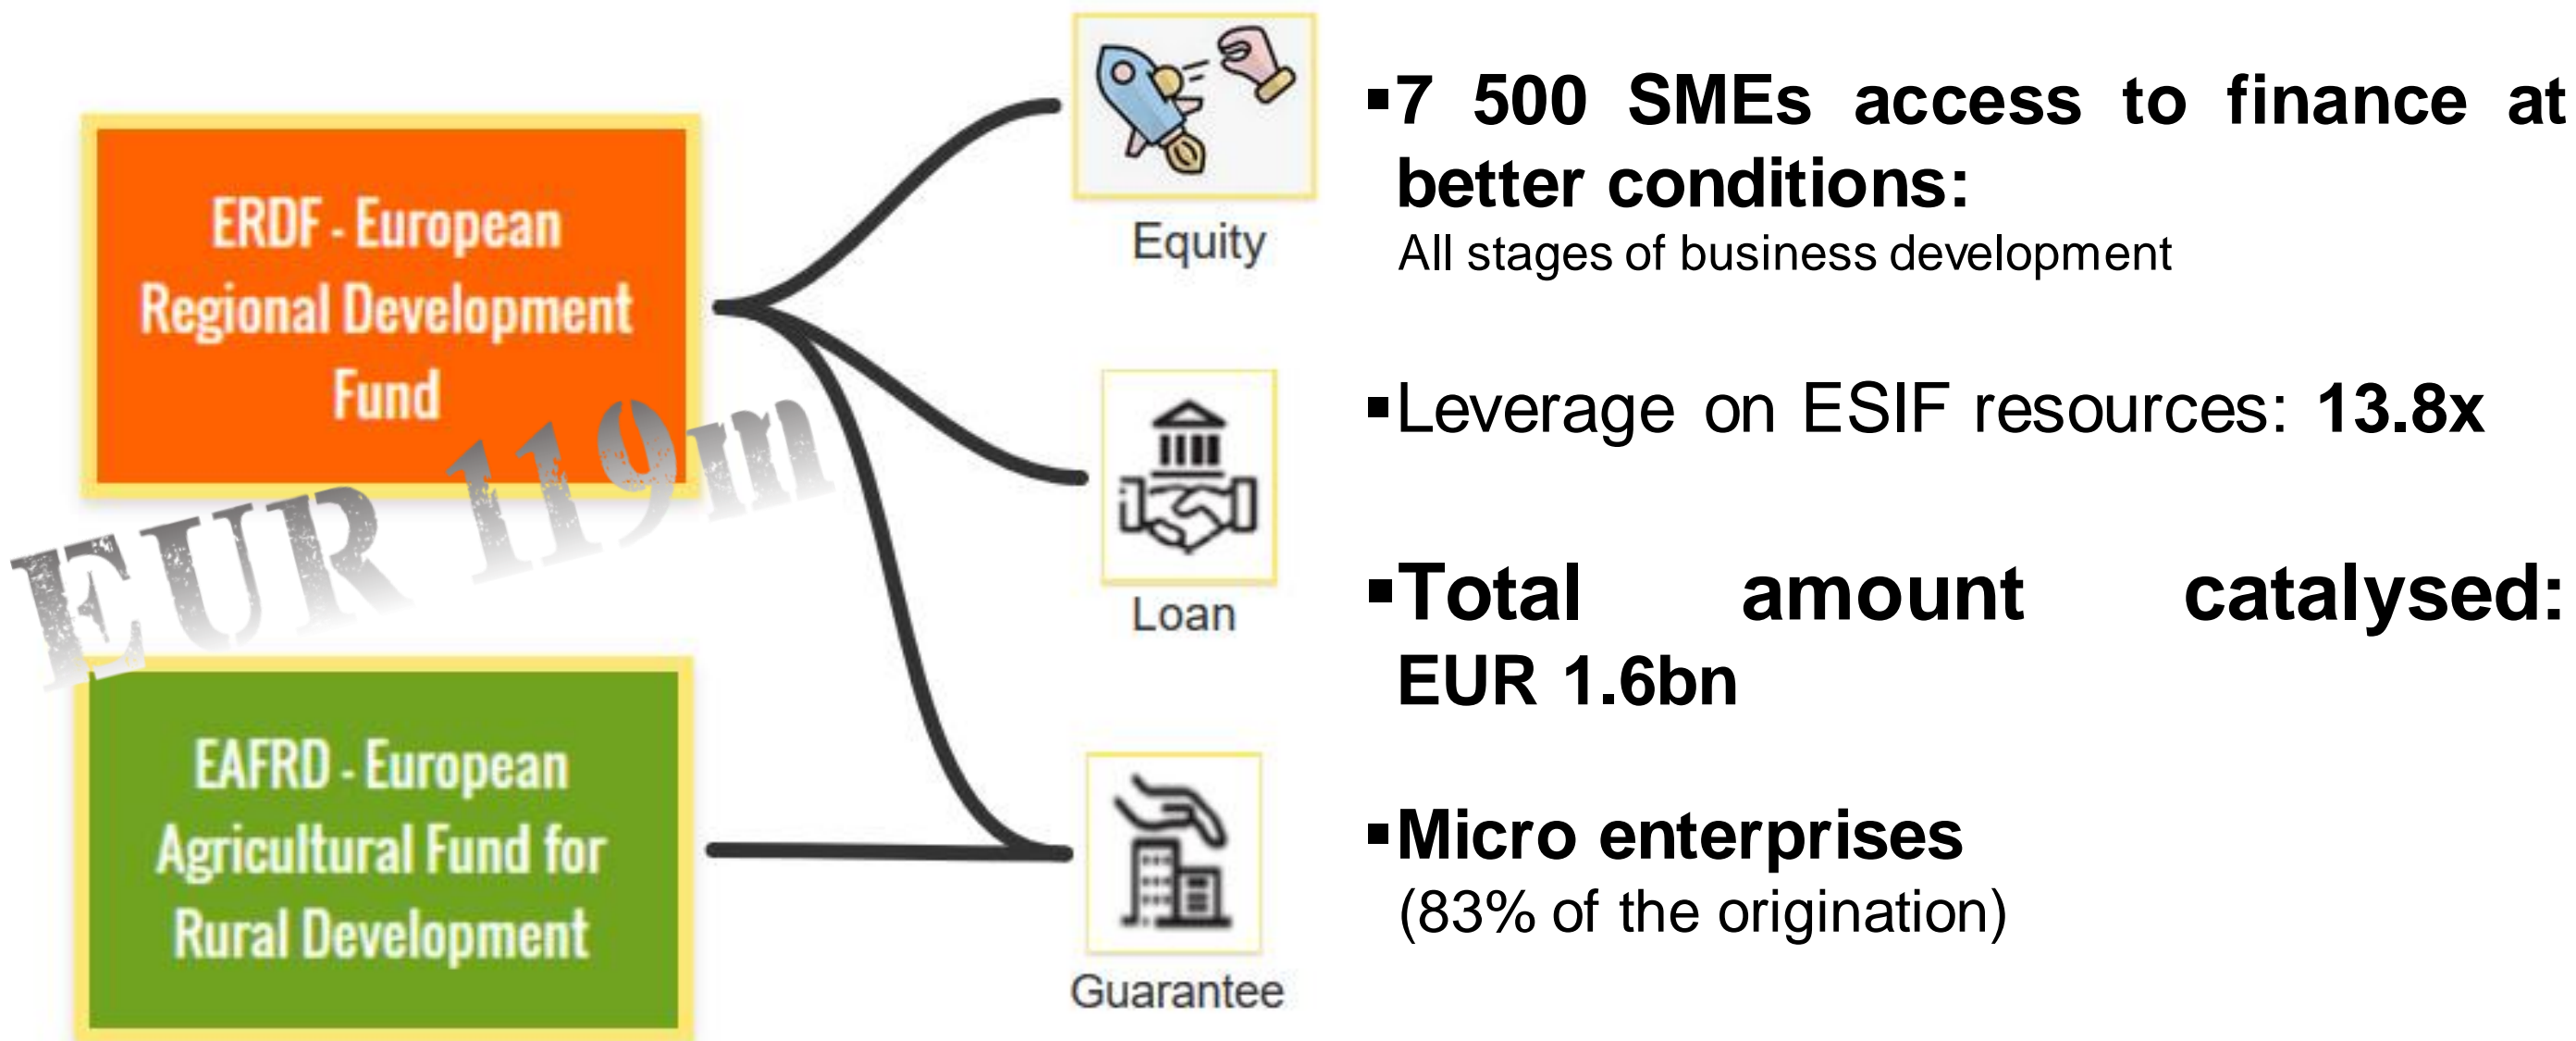 ERDF - European
Regional Development
Fund
EUR 119m
EAFRD - European
Agricultural Fund for
Rural Development
Equity
Loan
Guarantee
▪7 500 SMEs access to finance at
better conditions:
All stages of business development
▪Leverage on ESIF resources: 13.8x
▪Total amount catalysed:
EUR 1.6bn
▪Micro enterprises
(83% of the origination)